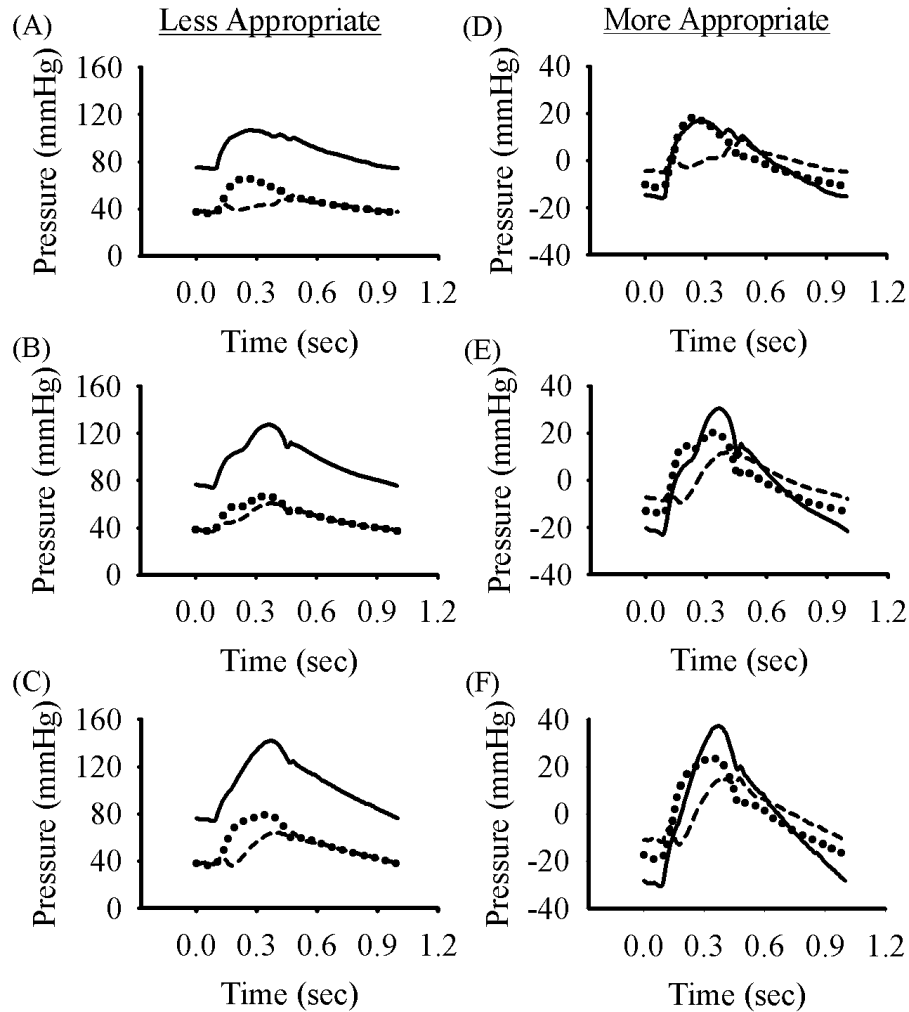 Less Appropriate
More Appropriate
(A)
Pressure (mmHg)
160
120
80
40
0
0.0 0.3 0.6 0.9 1.2
Time (sec)
(D)
Pressure (mmHg)
40
20
0
-20
-40
0.0 0.3 0.6 0.9 1.2
Time (sec)
(B)
Pressure (mmHg)
160
120
80
40
0
0.0 0.3 0.6 0.9 1.2
Time (sec)
(E)
Pressure (mmHg)
40
20
0
-20
-40
0.0 0.3 0.6 0.9 1.2
Time (sec)
(C)
Pressure (mmHg)
160
120
80
40
0
0.0 0.3 0.6 0.9 1.2
Time (sec)
(F)
Pressure (mmHg)
40
20
0
-20
-40
0.0 0.3 0.6 0.9 1.2
Time (sec)